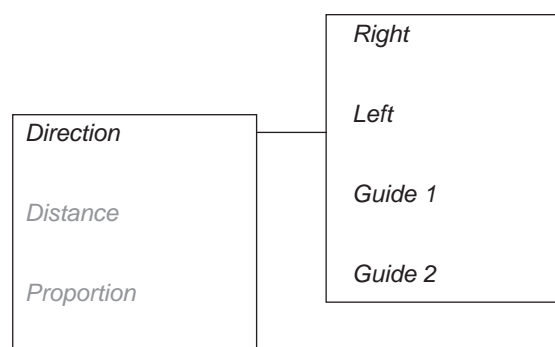 Direction
Distance
Proportion
Right
Left
Guide 1
Guide 2